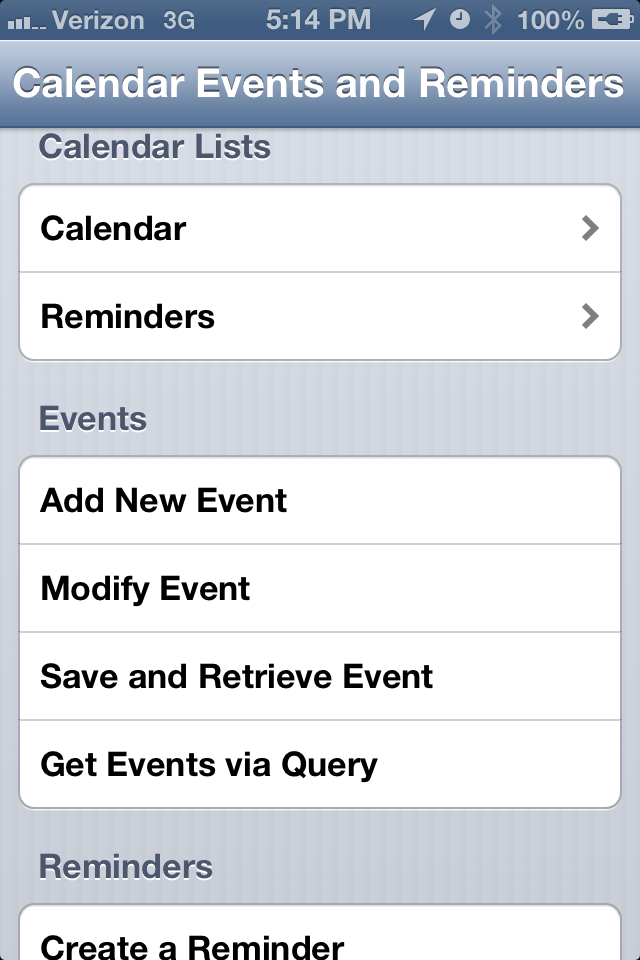 Verizon 3G 5:14 PM 100%
Calendar Events and Reminders
Calendar Lists
Calendar
Reminders
Events
Add New Event
Modify Event
Save and Retrieve Event
Get Events via Query
Reminders
Create a Reminder